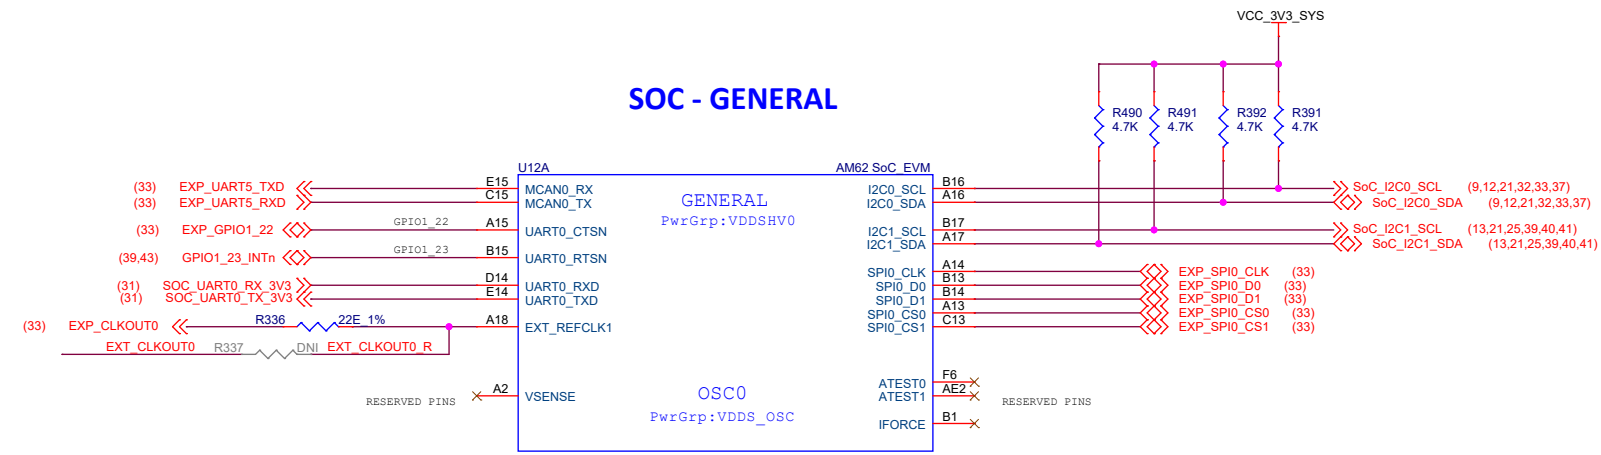 VCC_3V3_SYS
SOC - GENERAL
R490 4.7K
R491 4.7K
R392 4.7K
R391 4.7K
U12A
AM62 SoC_EVM
GENERAL
PwrGrp:VDDSHV0
(33) EXP_UART5_TXD E15 MCAN0_RX
(33) EXP_UART5_RXD C15 MCAN0_TX
(33) EXP_GPIO1_22 GPIO1_22 A15 UART0_CTSN
(39,43) GPIO1_23_INTn GPIO1_23 B15 UART0_RTSN
(31) SOC_UART0_RX_3V3 D14 UART0_RXD
(31) SOC_UART0_TX_3V3 E14 UART0_TXD
(33) EXP_CLKOUT0 R336 22E_1% A18 EXT_REFCLK1
EXT_CLKOUT0 R337 DNI EXT_CLKOUT0_R
RESERVED PINS A2 VSENSE
I2C0_SCL B16 SoC_I2C0_SCL (9,12,21,32,33,37)
I2C0_SDA A16 SoC_I2C0_SDA (9,12,21,32,33,37)
I2C1_SCL B17 SoC_I2C1_SCL (13,21,25,39,40,41)
I2C1_SDA A17 SoC_I2C1_SDA (13,21,25,39,40,41)
SPI0_CLK A14 EXP_SPI0_CLK (33)
SPI0_D0 B13 EXP_SPI0_D0 (33)
SPI0_D1 B14 EXP_SPI0_D1 (33)
SPI0_CS0 A13 EXP_SPI0_CS0 (33)
SPI0_CS1 C13 EXP_SPI0_CS1 (33)
OSC0
PwrGrp:VDDS_OSC
ATEST0 F6
ATEST1 AE2 RESERVED PINS
IFORCE B1